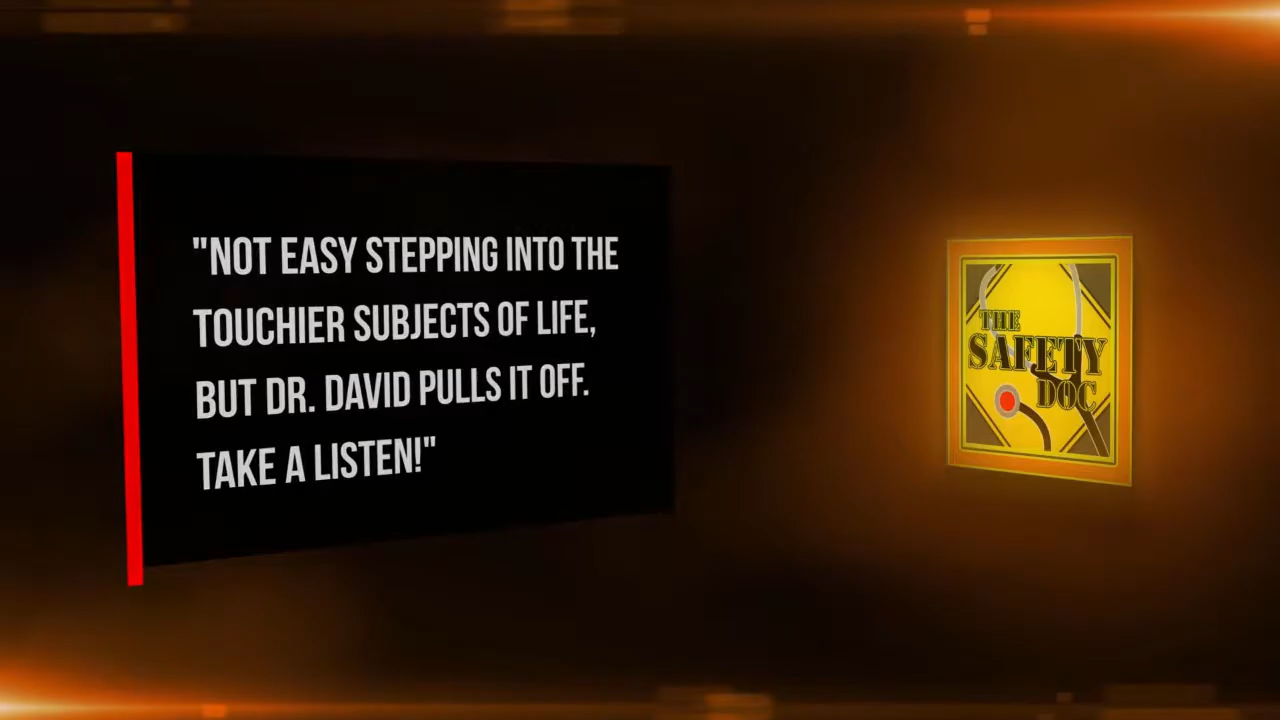 "NOT EASY STEPPING INTO THE
TOUCHIER SUBJECTS OF LIFE,
BUT DR. DAVID PULLS IT OFF.
TAKE A LISTEN!"
THE
SAFETY
DOC